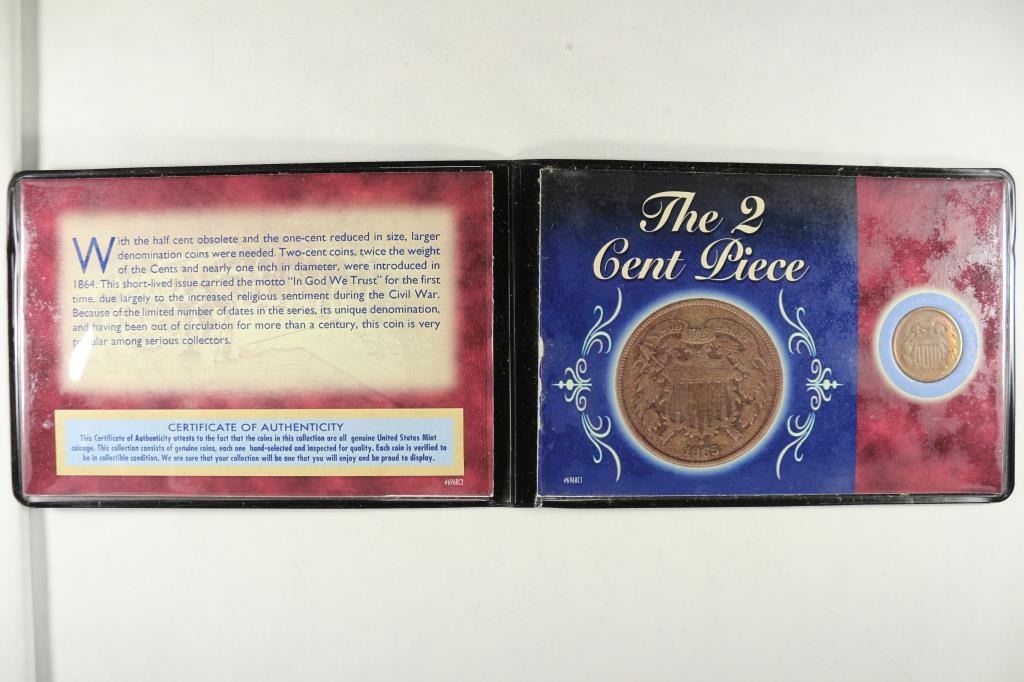 With the half cent obsolete and the one-cent reduced in size, larger
denomination coins were needed. Two-cent coins, twice the weight
of the Cents and nearly one inch in diameter, were introduced in
1864. This short-lived issue carried the motto "In God We Trust" for the first
time, due largely to the increased religious sentiment during the Civil War.
Because of the limited number of dates in the series, its unique denomination,
and having been out of circulation for more than a century, this coin is very
popular among serious collectors.
CERTIFICATE OF AUTHENTICITY
This Certificate of Authenticity attests to the fact that the coins in this collection are all genuine United States Mint
coinage. This collection consists of genuine coins, each one hand-selected and inspected for quality. Each coin is verified to
be in collectible condition. We are sure that your collection will be one that you will enjoy and be proud to display.
#6968C2
The 2
Cent Piece
1865
#6968C1